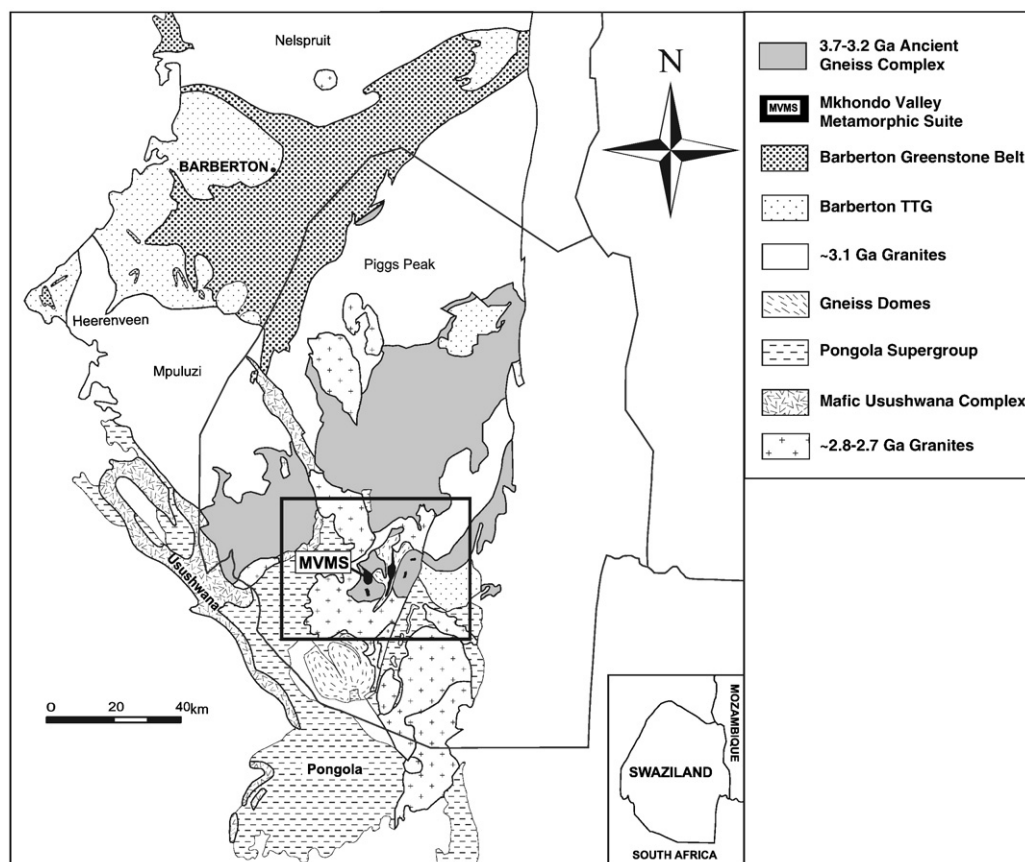 Nelspruit
BARBERTON
Piggs Peak
Heerenveen
Mpuluzi
MVMS
Usushwana
Pongola
0 20 40km
N
3.7-3.2 Ga Ancient
Gneiss Complex
MVMS
Mkhondo Valley
Metamorphic Suite
Barberton Greenstone Belt
Barberton TTG
~3.1 Ga Granites
Gneiss Domes
Pongola Supergroup
Mafic Usushwana Complex
~2.8-2.7 Ga Granites
SWAZILAND
MOZAMBIQUE
SOUTH AFRICA